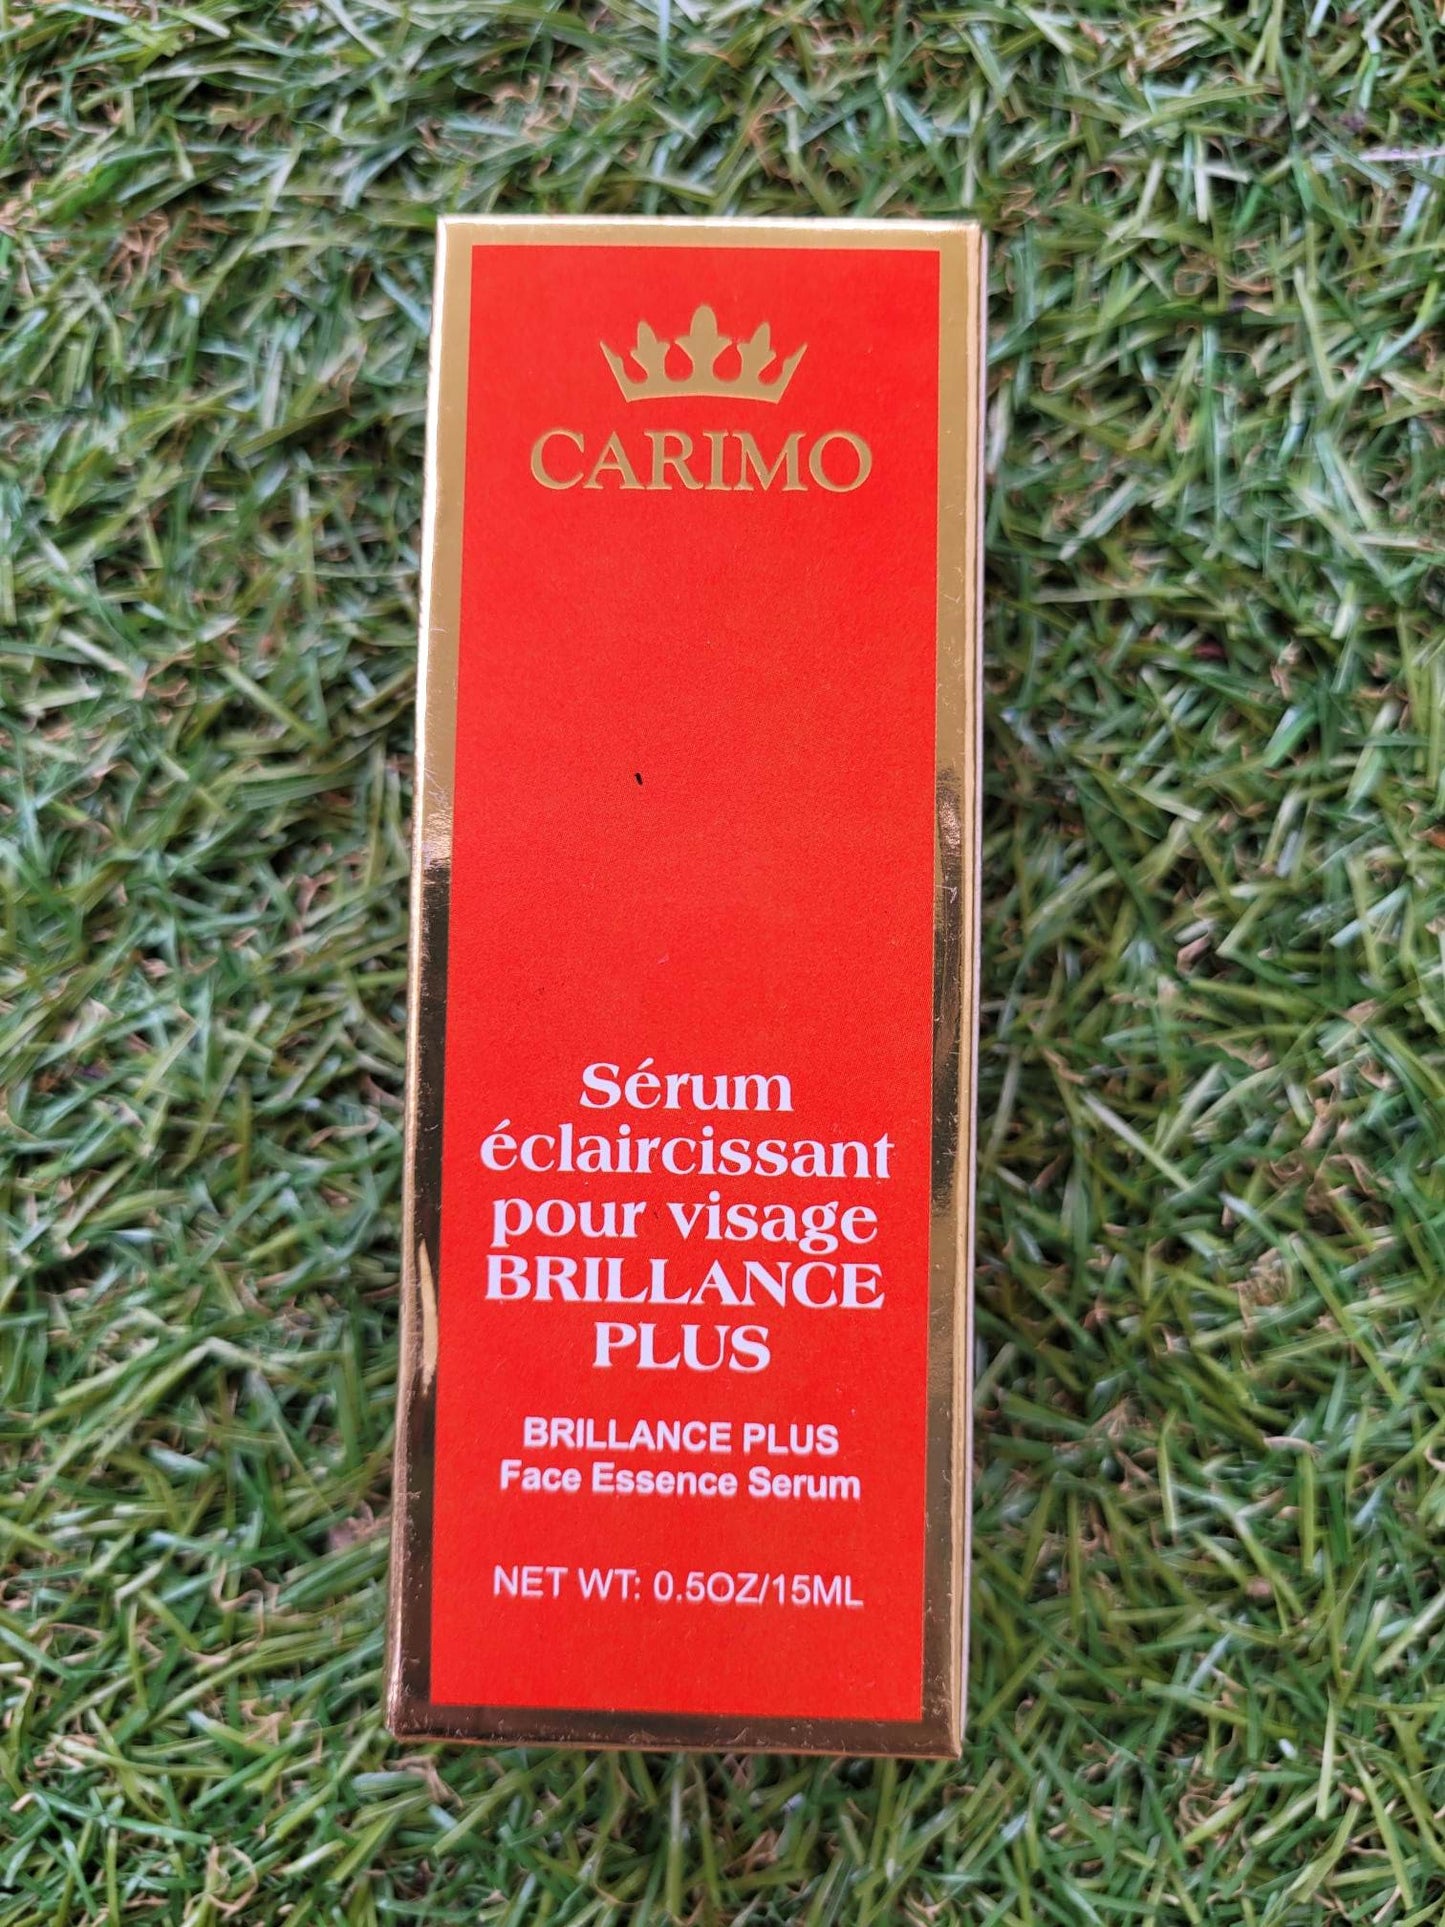 CARIMO
Sérum
éclaircissant
pour visage
BRILLANCE
PLUS
BRILLANCE PLUS
Face Essence Serum
NET WT: 0.5OZ/15ML